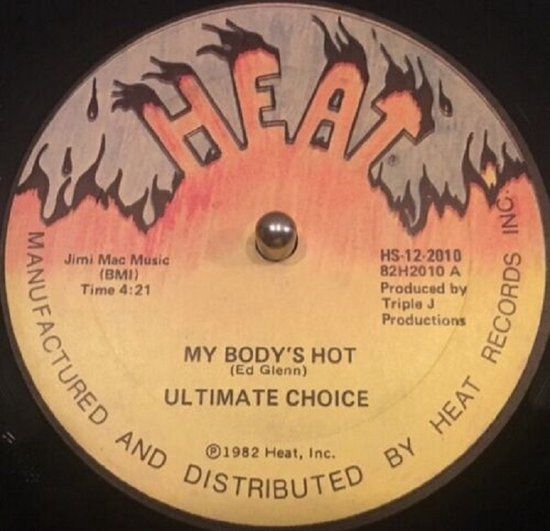 HEAT
Jimi Mac Music
(BMI)
Time 4:21
HS-12-2010
82H2010 A
Produced by
Triple J
Productions
MY BODY'S HOT
(Ed Glenn)
ULTIMATE CHOICE
℗1982 Heat, Inc.
MANUFACTURED AND DISTRIBUTED BY HEAT RECORDS INC.